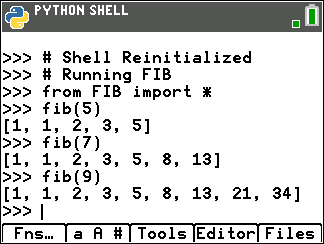 PYTHON SHELL
>>> # Shell Reinitialized
>>> # Running FIB
>>> from FIB import *
>>> fib(5)
[1, 1, 2, 3, 5]
>>> fib(7)
[1, 1, 2, 3, 5, 8, 13]
>>> fib(9)
[1, 1, 2, 3, 5, 8, 13, 21, 34]
>>>
Fns… a A # Tools Editor Files